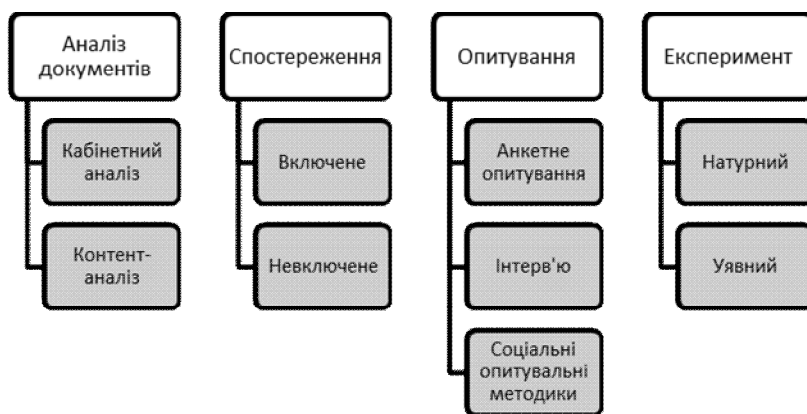 Аналіз
документів
Кабінетний
аналіз
Контент-
аналіз
Спостереження
Включене
Невключене
Опитування
Анкетне
опитування
Інтерв'ю
Соціальні
опитувальні
методики
Експеримент
Натурний
Уявний